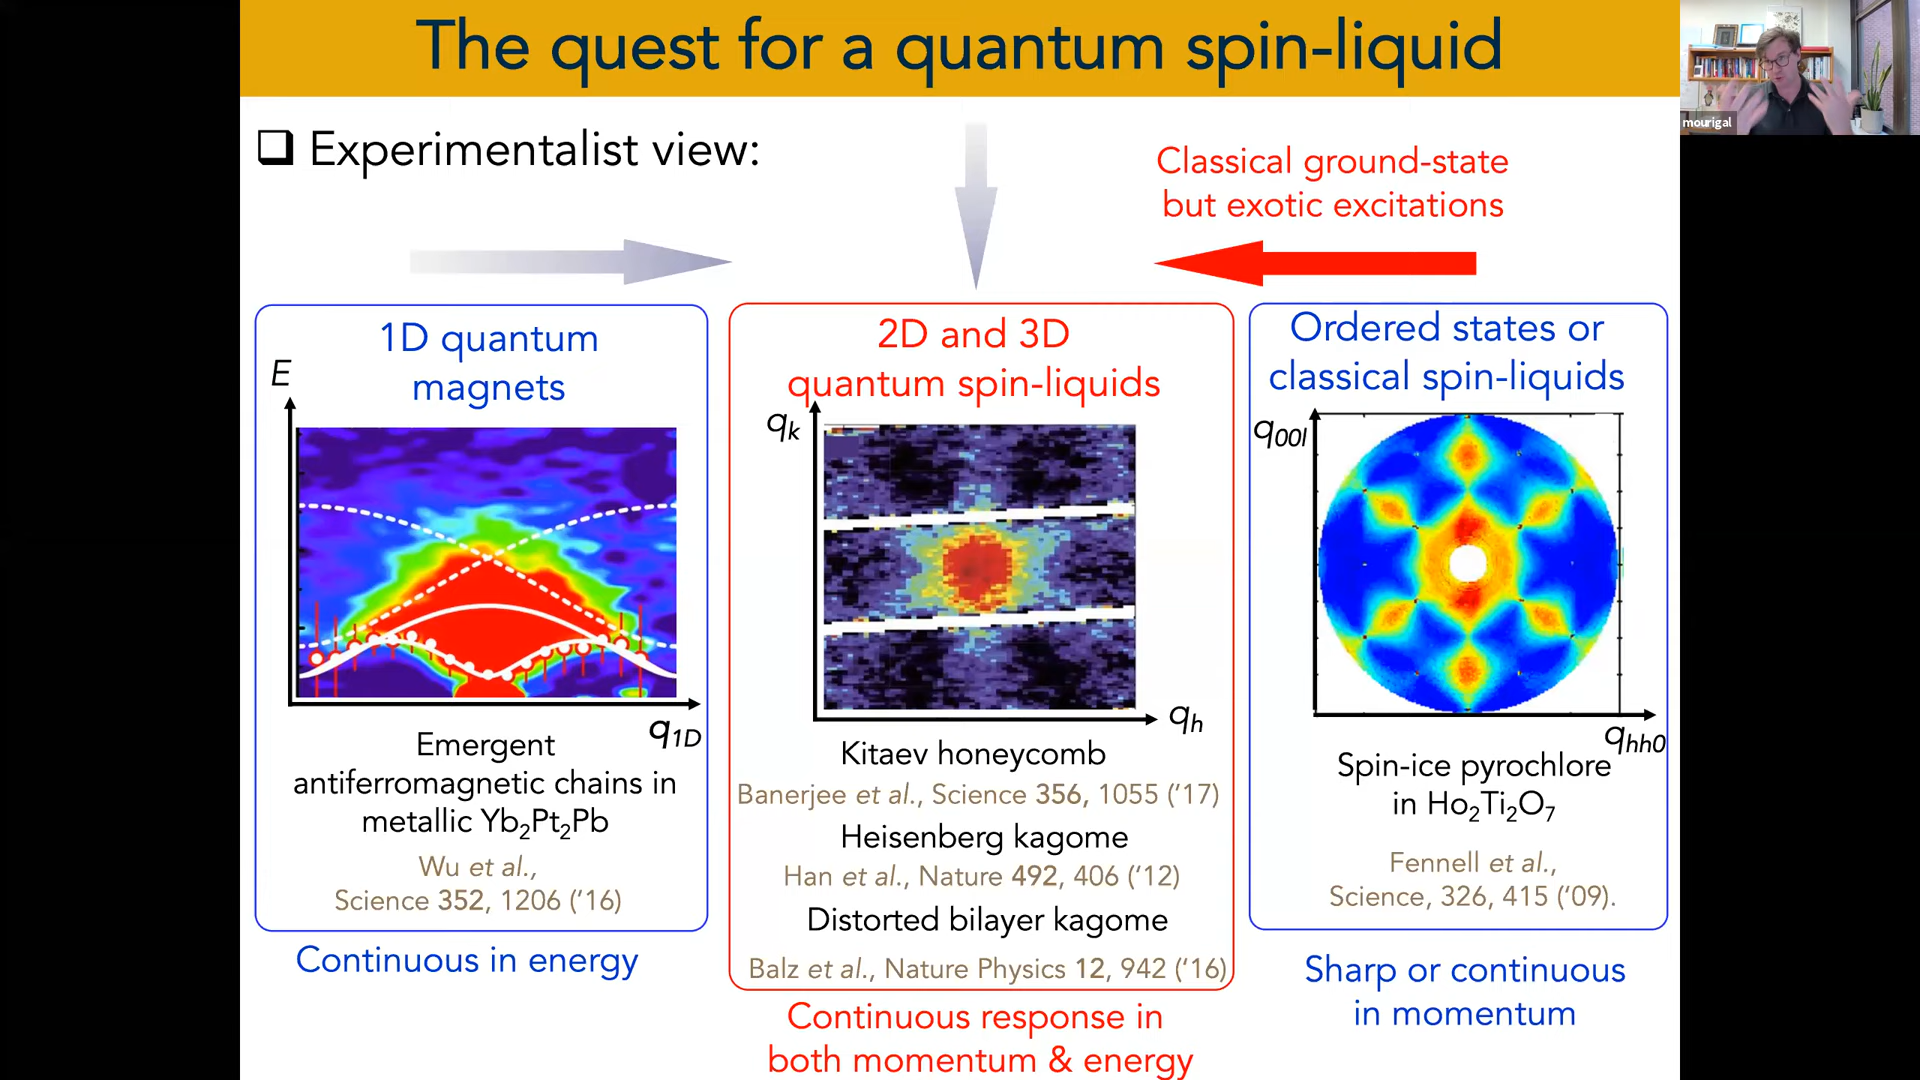 The quest for a quantum spin-liquid
mourigal
❑ Experimentalist view:
Classical ground-state
but exotic excitations
1D quantum
magnets
E
q1D
Emergent
antiferromagnetic chains in
metallic Yb2Pt2Pb
Wu et al.,
Science 352, 1206 (’16)
Continuous in energy
2D and 3D
quantum spin-liquids
qk
qh
Kitaev honeycomb
Banerjee et al., Science 356, 1055 (’17)
Heisenberg kagome
Han et al., Nature 492, 406 (’12)
Distorted bilayer kagome
Balz et al., Nature Physics 12, 942 (’16)
Continuous response in
both momentum & energy
Ordered states or
classical spin-liquids
q00l
qhh0
Spin-ice pyrochlore
in Ho2Ti2O7
Fennell et al.,
Science, 326, 415 (’09).
Sharp or continuous
in momentum